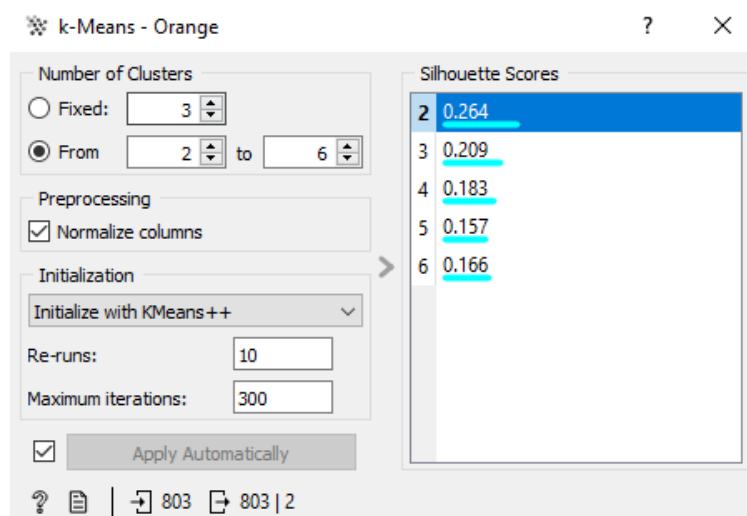 k-Means - Orange ? ×
Number of Clusters
Fixed: 3
From 2 to 6
Preprocessing
Normalize columns
Initialization
Initialize with KMeans++
Re-runs: 10
Maximum iterations: 300
Apply Automatically
? 803 803 | 2
Silhouette Scores
2 0.264
3 0.209
4 0.183
5 0.157
6 0.166